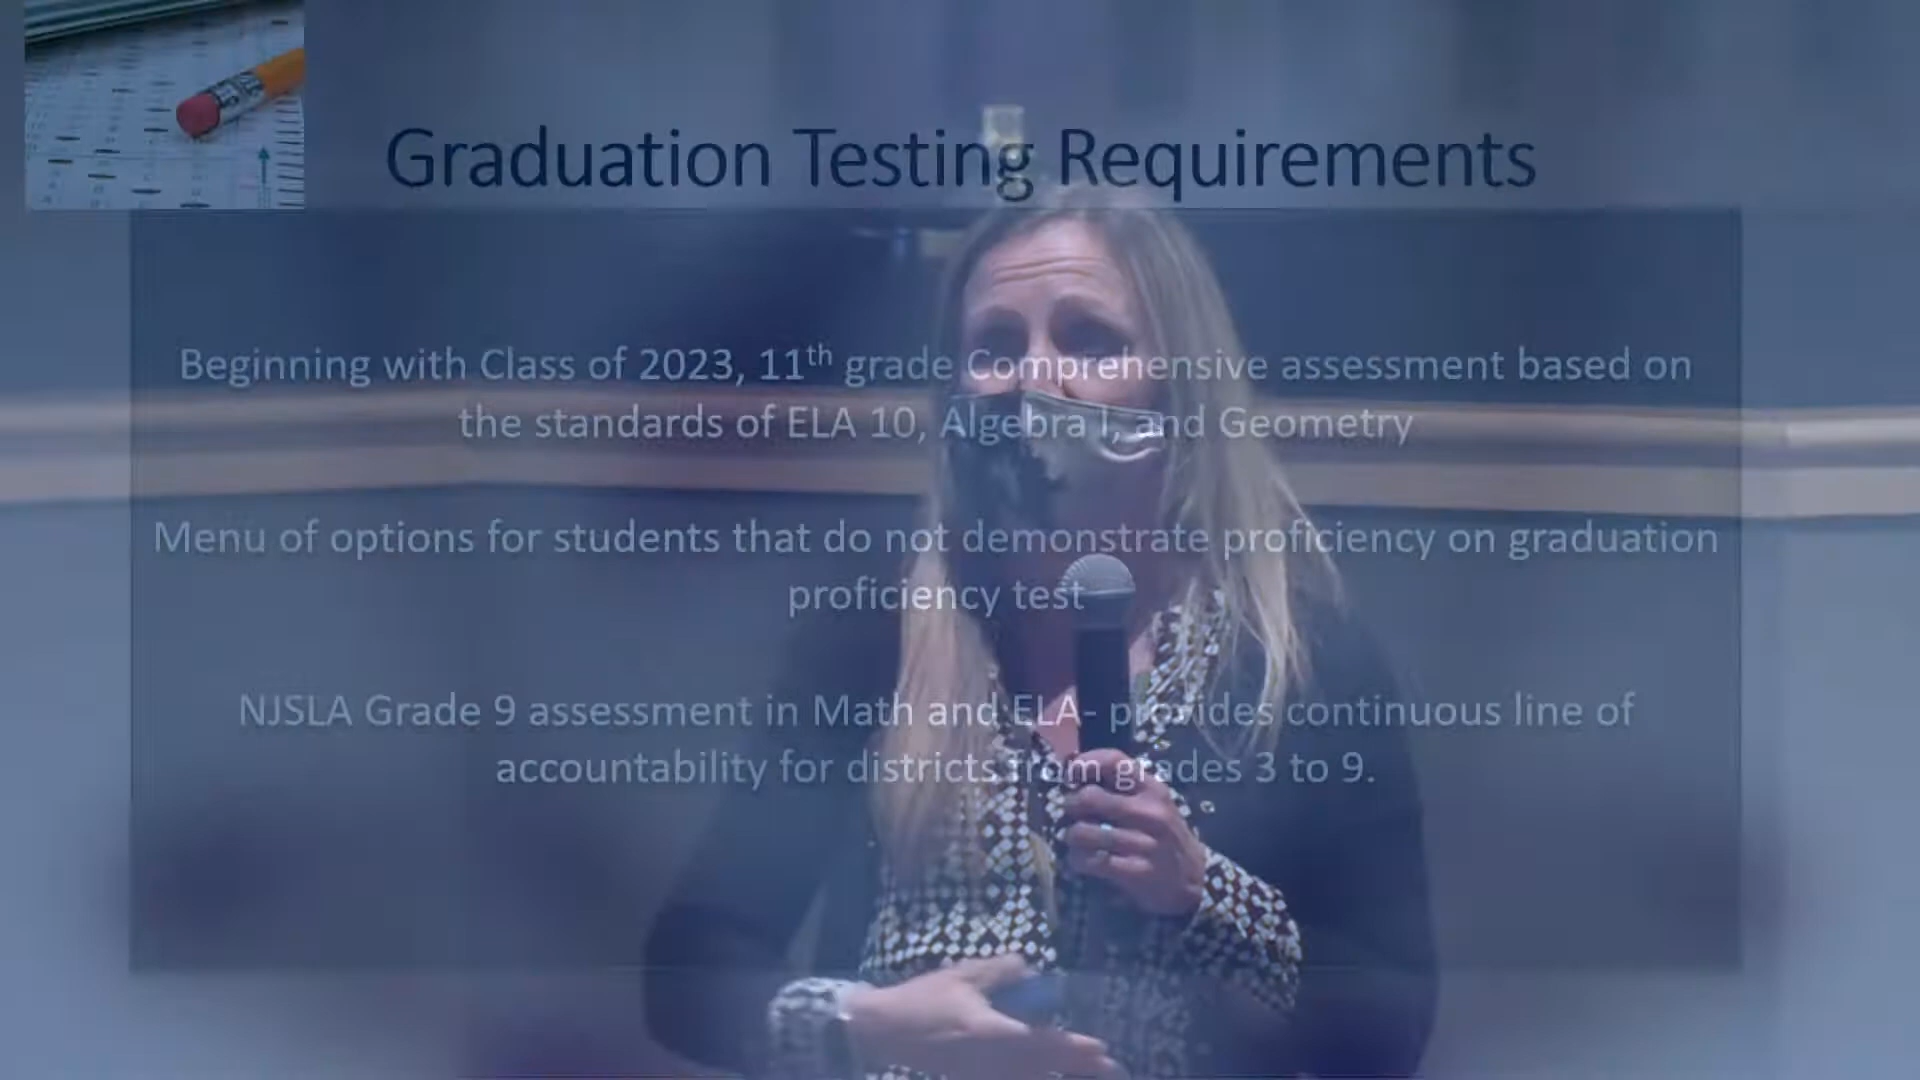 Graduation Testing Requirements
Beginning with Class of 2023, 11th grade Comprehensive assessment based on
the standards of ELA 10, Algebra I, and Geometry
Menu of options for students that do not demonstrate proficiency on graduation
proficiency test
NJSLA Grade 9 assessment in Math and ELA- provides continuous line of
accountability for districts from grades 3 to 9.